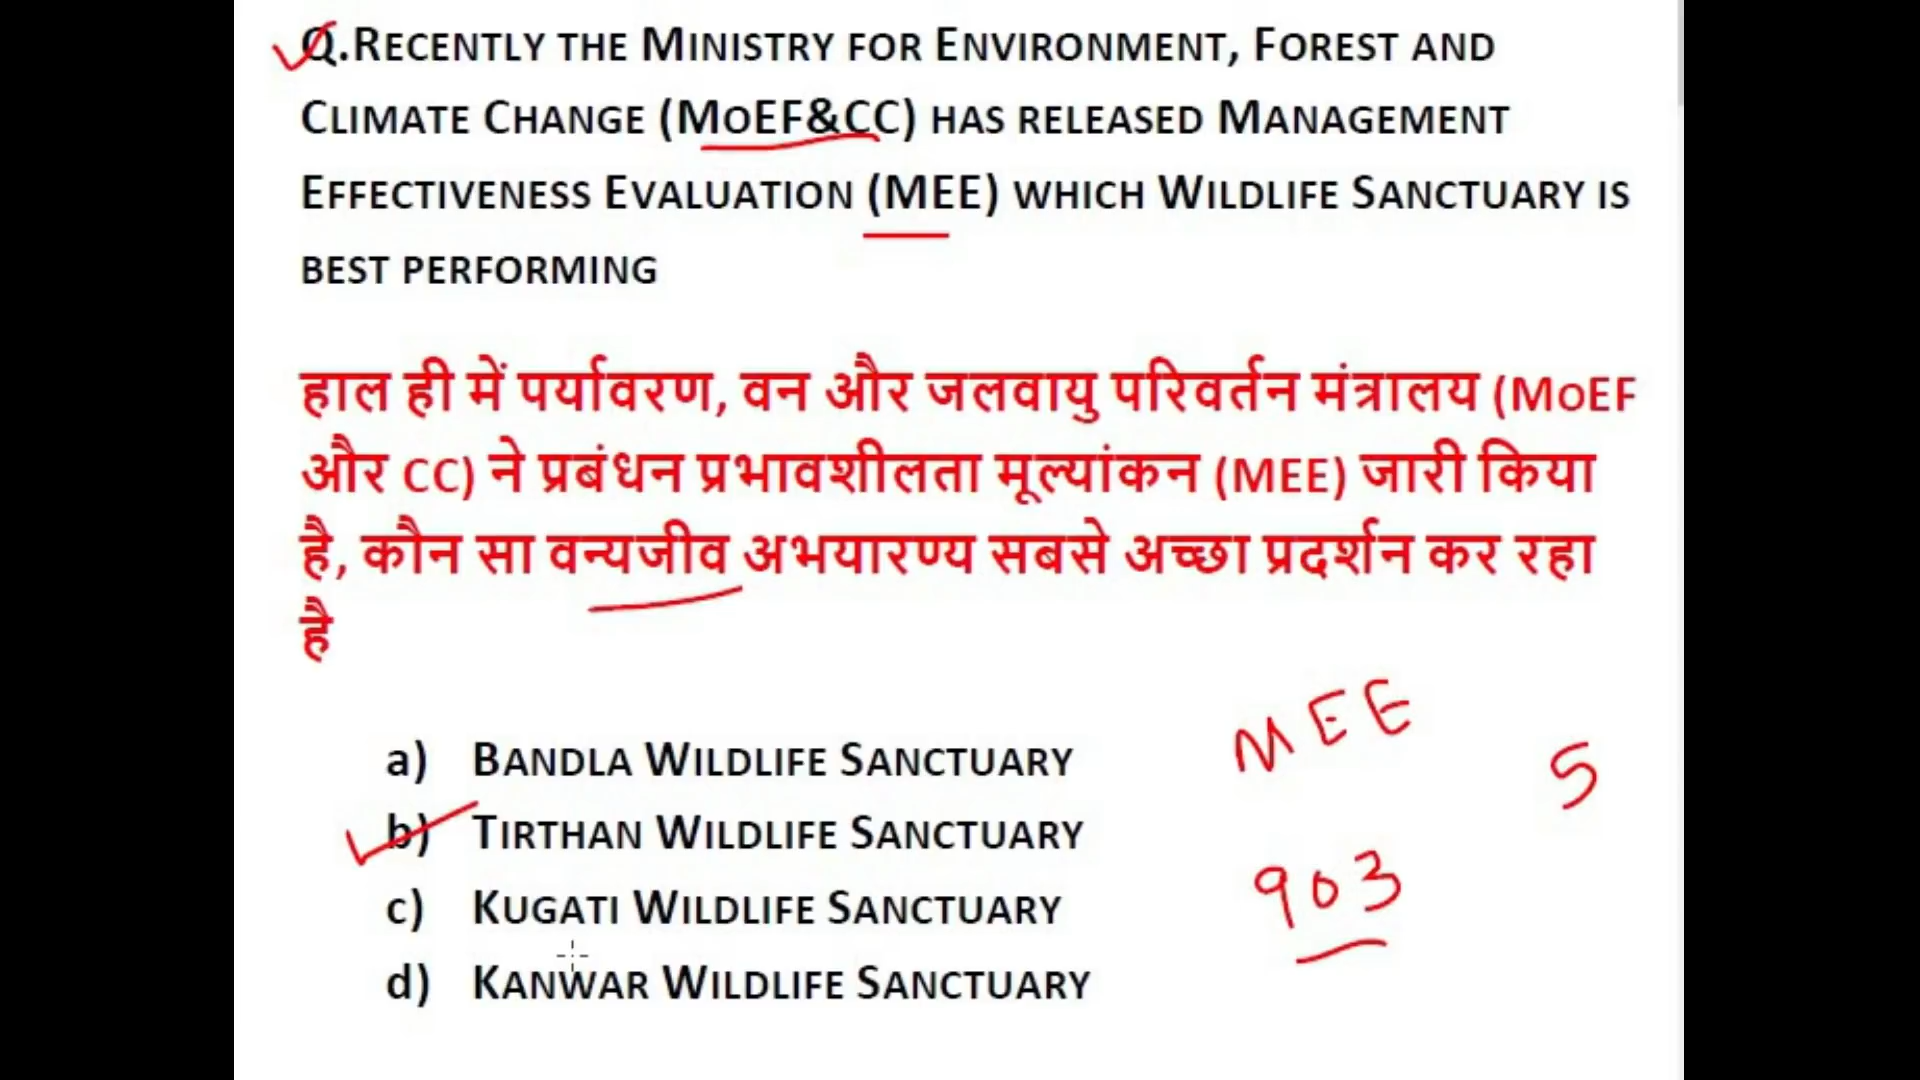 Q.RECENTLY THE MINISTRY FOR ENVIRONMENT, FOREST AND
CLIMATE CHANGE (MOEF&CC) HAS RELEASED MANAGEMENT
EFFECTIVENESS EVALUATION (MEE) WHICH WILDLIFE SANCTUARY IS
BEST PERFORMING
हाल ही में पर्यावरण, वन और जलवायु परिवर्तन मंत्रालय (MOEF
और CC) ने प्रबंधन प्रभावशीलता मूल्यांकन (MEE) जारी किया
है, कौन सा वन्यजीव अभयारण्य सबसे अच्छा प्रदर्शन कर रहा
है
MEE
5
a) BANDLA WILDLIFE SANCTUARY
b) TIRTHAN WILDLIFE SANCTUARY
903
c) KUGATI WILDLIFE SANCTUARY
d) KANWAR WILDLIFE SANCTUARY